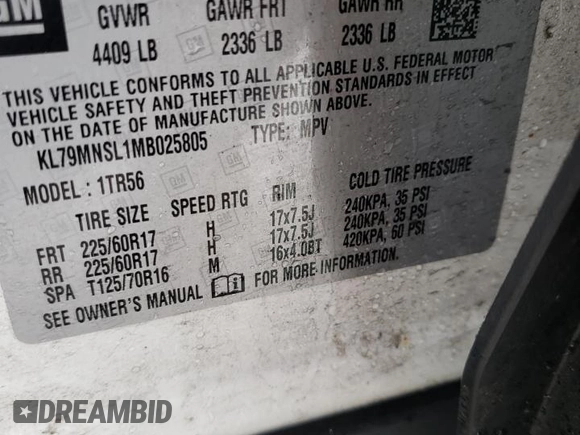 GM
GVWR GAWR FRT GAWR RR
4409 LB 2336 LB 2336 LB
THIS VEHICLE CONFORMS TO ALL APPLICABLE U.S. FEDERAL MOTOR
VEHICLE SAFETY AND THEFT PREVENTION STANDARDS IN EFFECT
ON THE DATE OF MANUFACTURE SHOWN ABOVE.
KL79MNSL1MB025805 TYPE: MPV
MODEL: 1TR56
TIRE SIZE SPEED RTG RIM
FRT 225/60R17 H 17x7.5J 240KPA, 35 PSI
RR 225/60R17 H 17x7.5J 240KPA, 35 PSI
SPA T125/70R16 M 16x4.0BT 420KPA, 60 PSI
SEE OWNER'S MANUAL FOR MORE INFORMATION.
DREAMBID